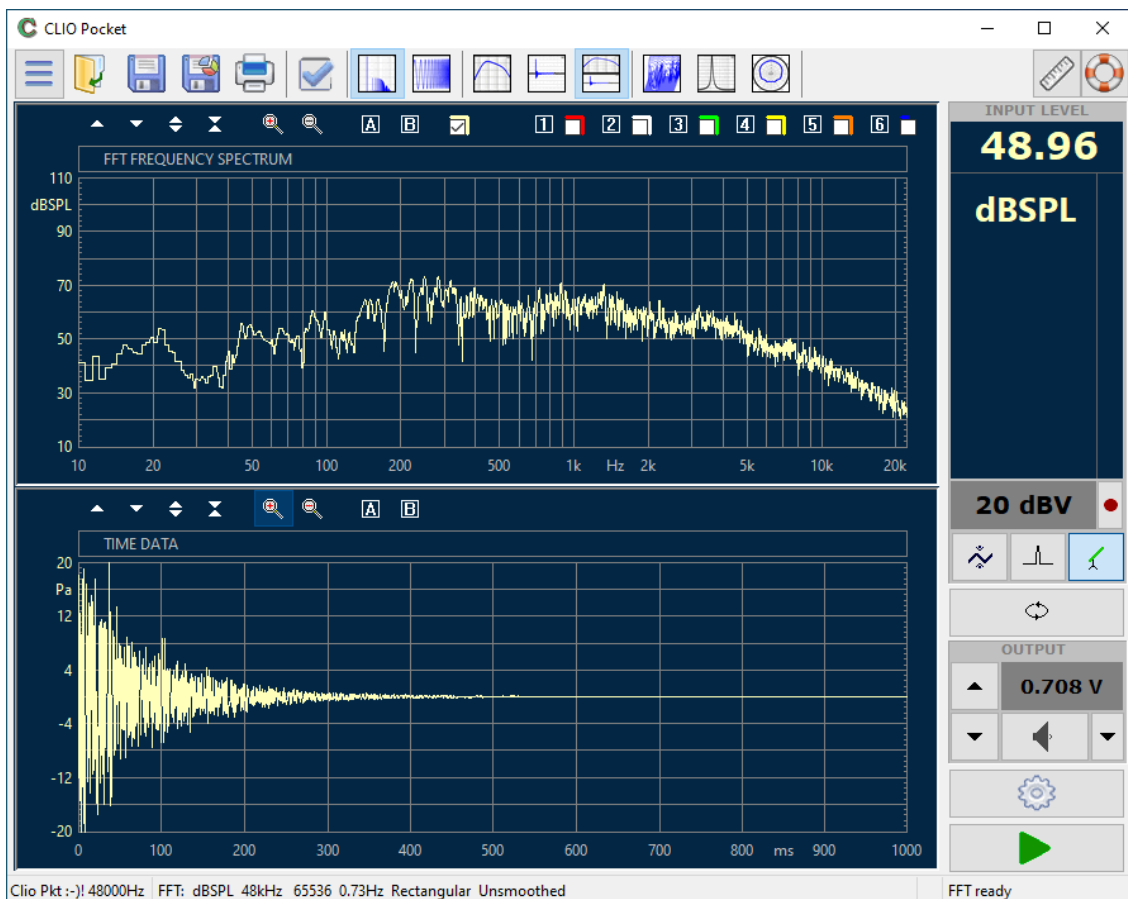 CLIO Pocket
INPUT LEVEL
48.96
dBSPL
A B 1 2 3 4 5 6
FFT FREQUENCY SPECTRUM
110
dBSPL
90
70
50
30
10
10 20 50 100 200 500 1k Hz 2k 5k 10k 20k
A B
TIME DATA
20
Pa
12
4
-4
-12
-20
0 100 200 300 400 500 600 700 800 ms 900 1000
20 dBV
OUTPUT
0.708 V
Clio Pkt :-)! 48000Hz FFT: dBSPL 48kHz 65536 0.73Hz Rectangular Unsmoothed FFT ready